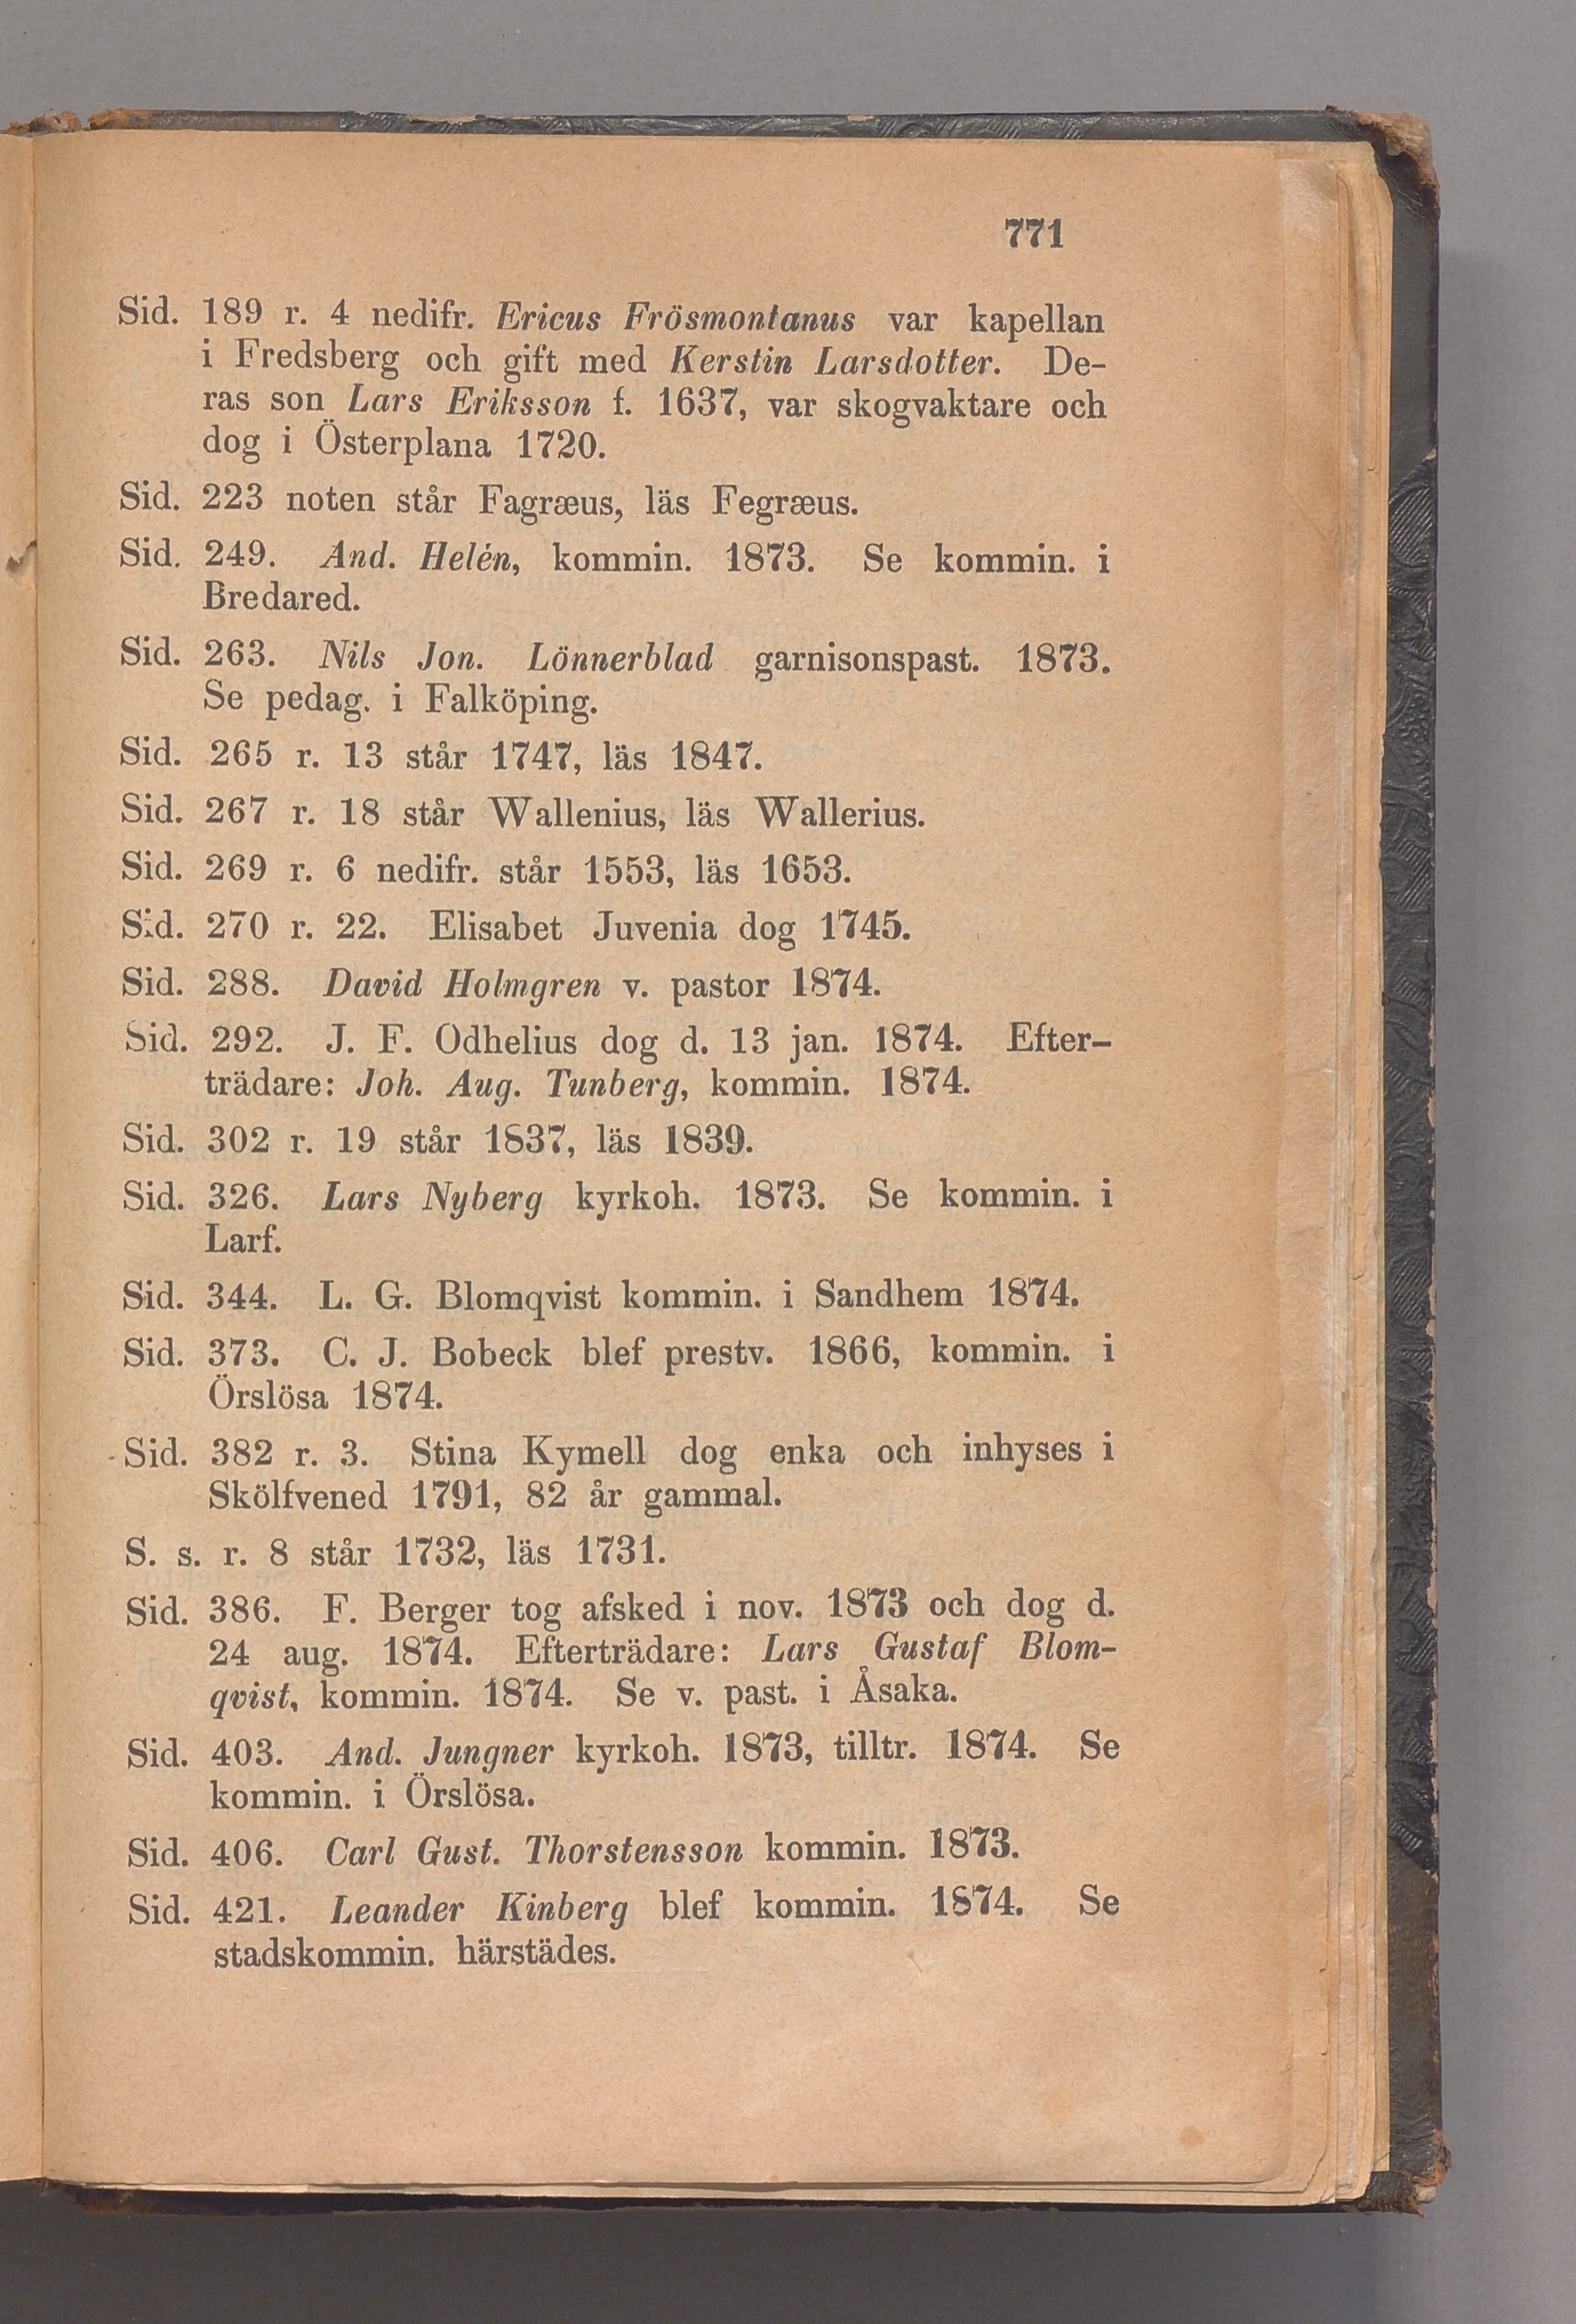 771
Sid. 189 r. 4 nedifr. Ericus Frösmontanus var kapellan
i Fredsberg och gift med Kerstin Larsdotter. De-
ras son Lars Eriksson f. 1637, var skogvaktare och
dog i Österplana 1720.
Sid. 223 noten står Fagræus, läs Fegræus.
Sid. 249. And. Helén, kommin. 1873. Se kommin. i
Bredared.
Sid. 263. Nils Jon. Lönnerblad garnisonspast. 1873.
Se pedag. i Falköping.
Sid. 265 r. 13 står 1747, läs 1847.
Sid. 267 r. 18 står Wallenius, läs Wallerius.
Sid. 269 r. 6 nedifr. står 1553, läs 1653.
Sid. 270 r. 22. Elisabet Juvenia dog 1745.
Sid. 288. David Holmgren v. pastor 1874.
Sid. 292. J. F. Odhelius dog d. 13 jan. 1874. Efter-
trädare: Joh. Aug. Tunberg, kommin. 1874.
Sid. 302 r. 19 står 1837, läs 1839.
Sid. 326. Lars Nyberg kyrkoh. 1873. Se kommin. i
Larf.
Sid. 344. L. G. Blomqvist kommin. i Sandhem 1874.
Sid. 373. C. J. Bobeck blef prestv. 1866, kommin. i
Örslösa 1874.
Sid. 382 r. 3. Stina Kymell dog enka och inhyses i
Skölfvened 1791, 82 år gammal.
S. s. r. 8 står 1732, läs 1731.
Sid. 386. F. Berger tog afsked i nov. 1873 och dog d.
24 aug. 1874. Efterträdare: Lars Gustaf Blom-
qvist, kommin. 1874. Se v. past. i Åsaka.
Sid. 403. And. Jungner kyrkoh. 1873, tilltr. 1874. Se
kommin. i Örslösa.
Sid. 406. Carl Gust. Thorstensson kommin. 1873.
Sid. 421. Leander Kinberg blef kommin. 1874. Se
stadskommin. härstädes.